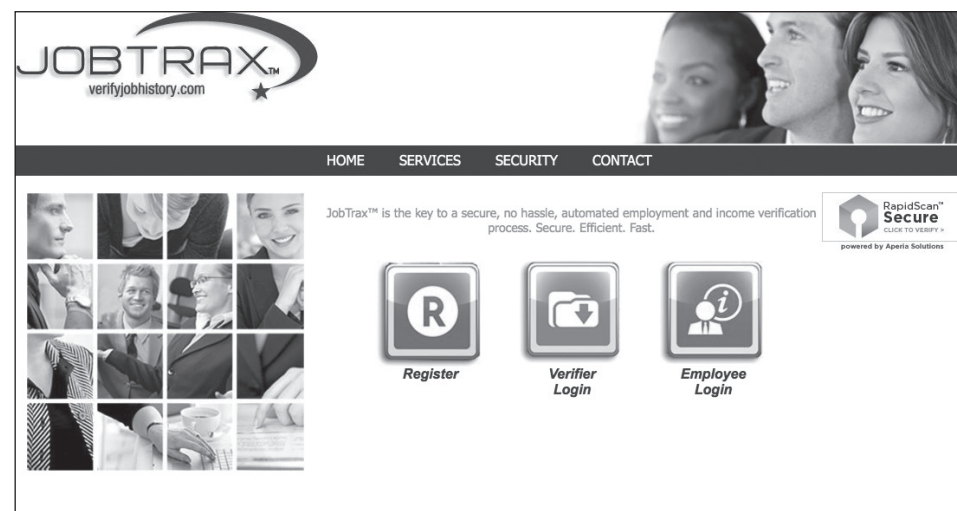 JOBTRAX™
verifyjobhistory.com
HOME SERVICES SECURITY CONTACT
JobTrax™ is the key to a secure, no hassle, automated employment and income verification
process. Secure. Efficient. Fast.
RapidScan™
Secure
CLICK TO VERIFY >
powered by Aperia Solutions
R
i
Register
Verifier
Login
Employee
Login